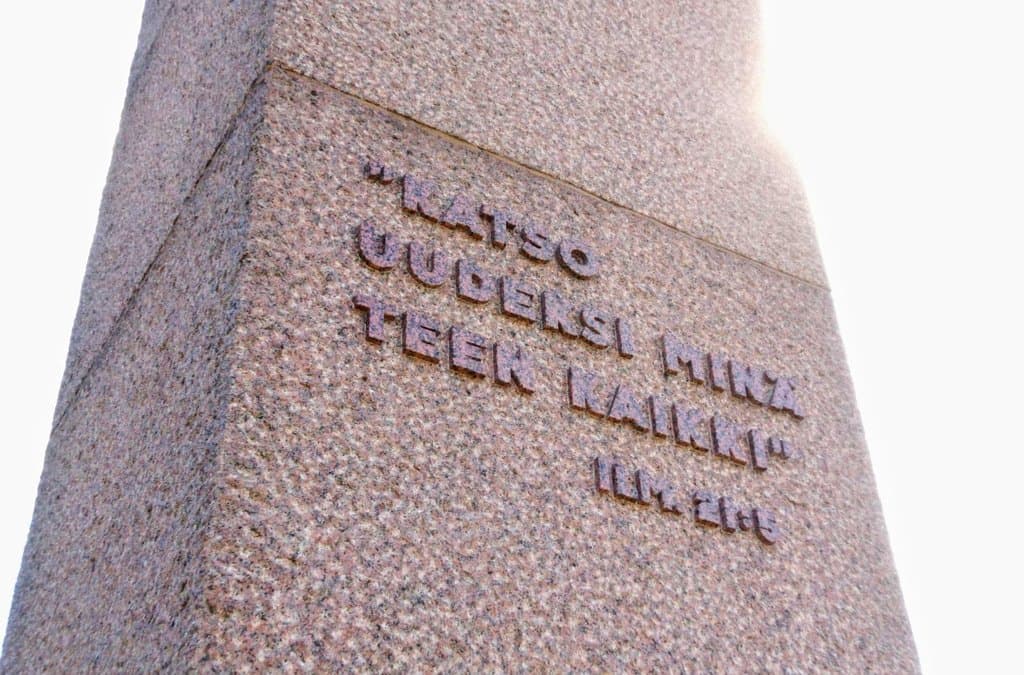 "KATSO
UUDEKSI MINÄ
TEEN KAIKKI"
ILM. 21:5